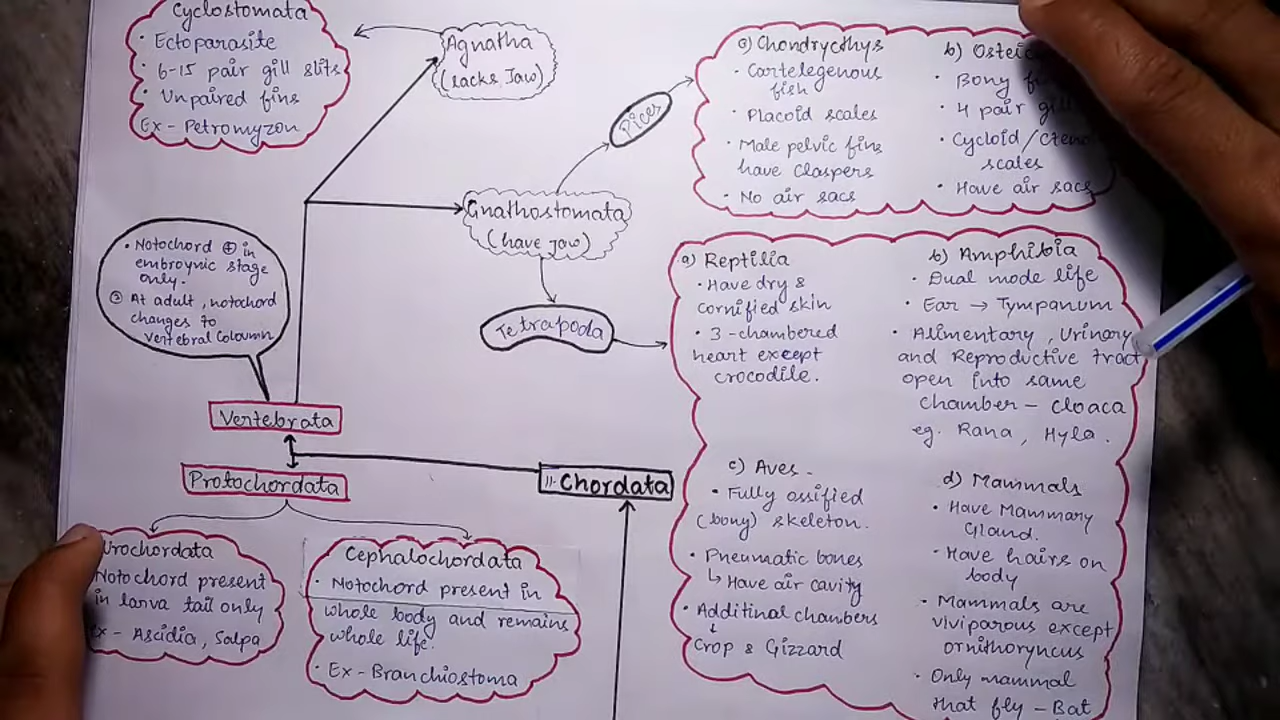 Cyclostomata
• Ectoparasite
• 6-15 pair gill slits
• Unpaired fins
Ex - Petromyzon
Agnatha
(lacks Jaw)
Pices
a) Chondrycthys
• Cartelegenous
fish
• Placoid scales
• Male pelvic fins
have Claspers
• No air sacs
b)
• Bony
• 4 pair
• Cycloid/
scales
• Have air sacs
Gnathostomata
(have jaw)
Tetrapoda
• Notochord ⊕ in
embroynic stage
only.
② At adult, notochord
changes to
vertebral Coloumn
Vertebrata
Protochordata
II. Chordata
Urochordata
Notochord present
in larva tail only
Ex - Ascidia, Salpa
Cephalochordata
• Notochord present in
whole body and remains
whole life.
• Ex - Branchiostoma
a) Reptilia
• Have dry &
cornified skin
• 3-chambered
heart except
crocodile.
b) Amphibia
• Dual mode life
• Ear → Tympanum
• Alimentary, Urinary
and Reproductive tract
open into same
chamber - Cloaca
eg. Rana, Hyla.
c) Aves -
• Fully ossified
(bony) skeleton.
• Pneumatic bones
↳ Have air cavity
• Additinal chambers
↓
Crop & Gizzard
d) Mammals
• Have Mammary
Gland.
• Have hairs on
body
• Mammals are
viviparous except
ornithoryncus
• Only mammal
that fly - Bat